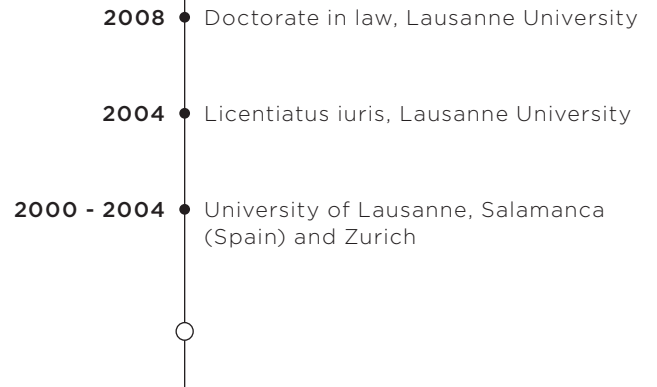 2008 Doctorate in law, Lausanne University
2004 Licentiatus iuris, Lausanne University
2000 - 2004 University of Lausanne, Salamanca
(Spain) and Zurich